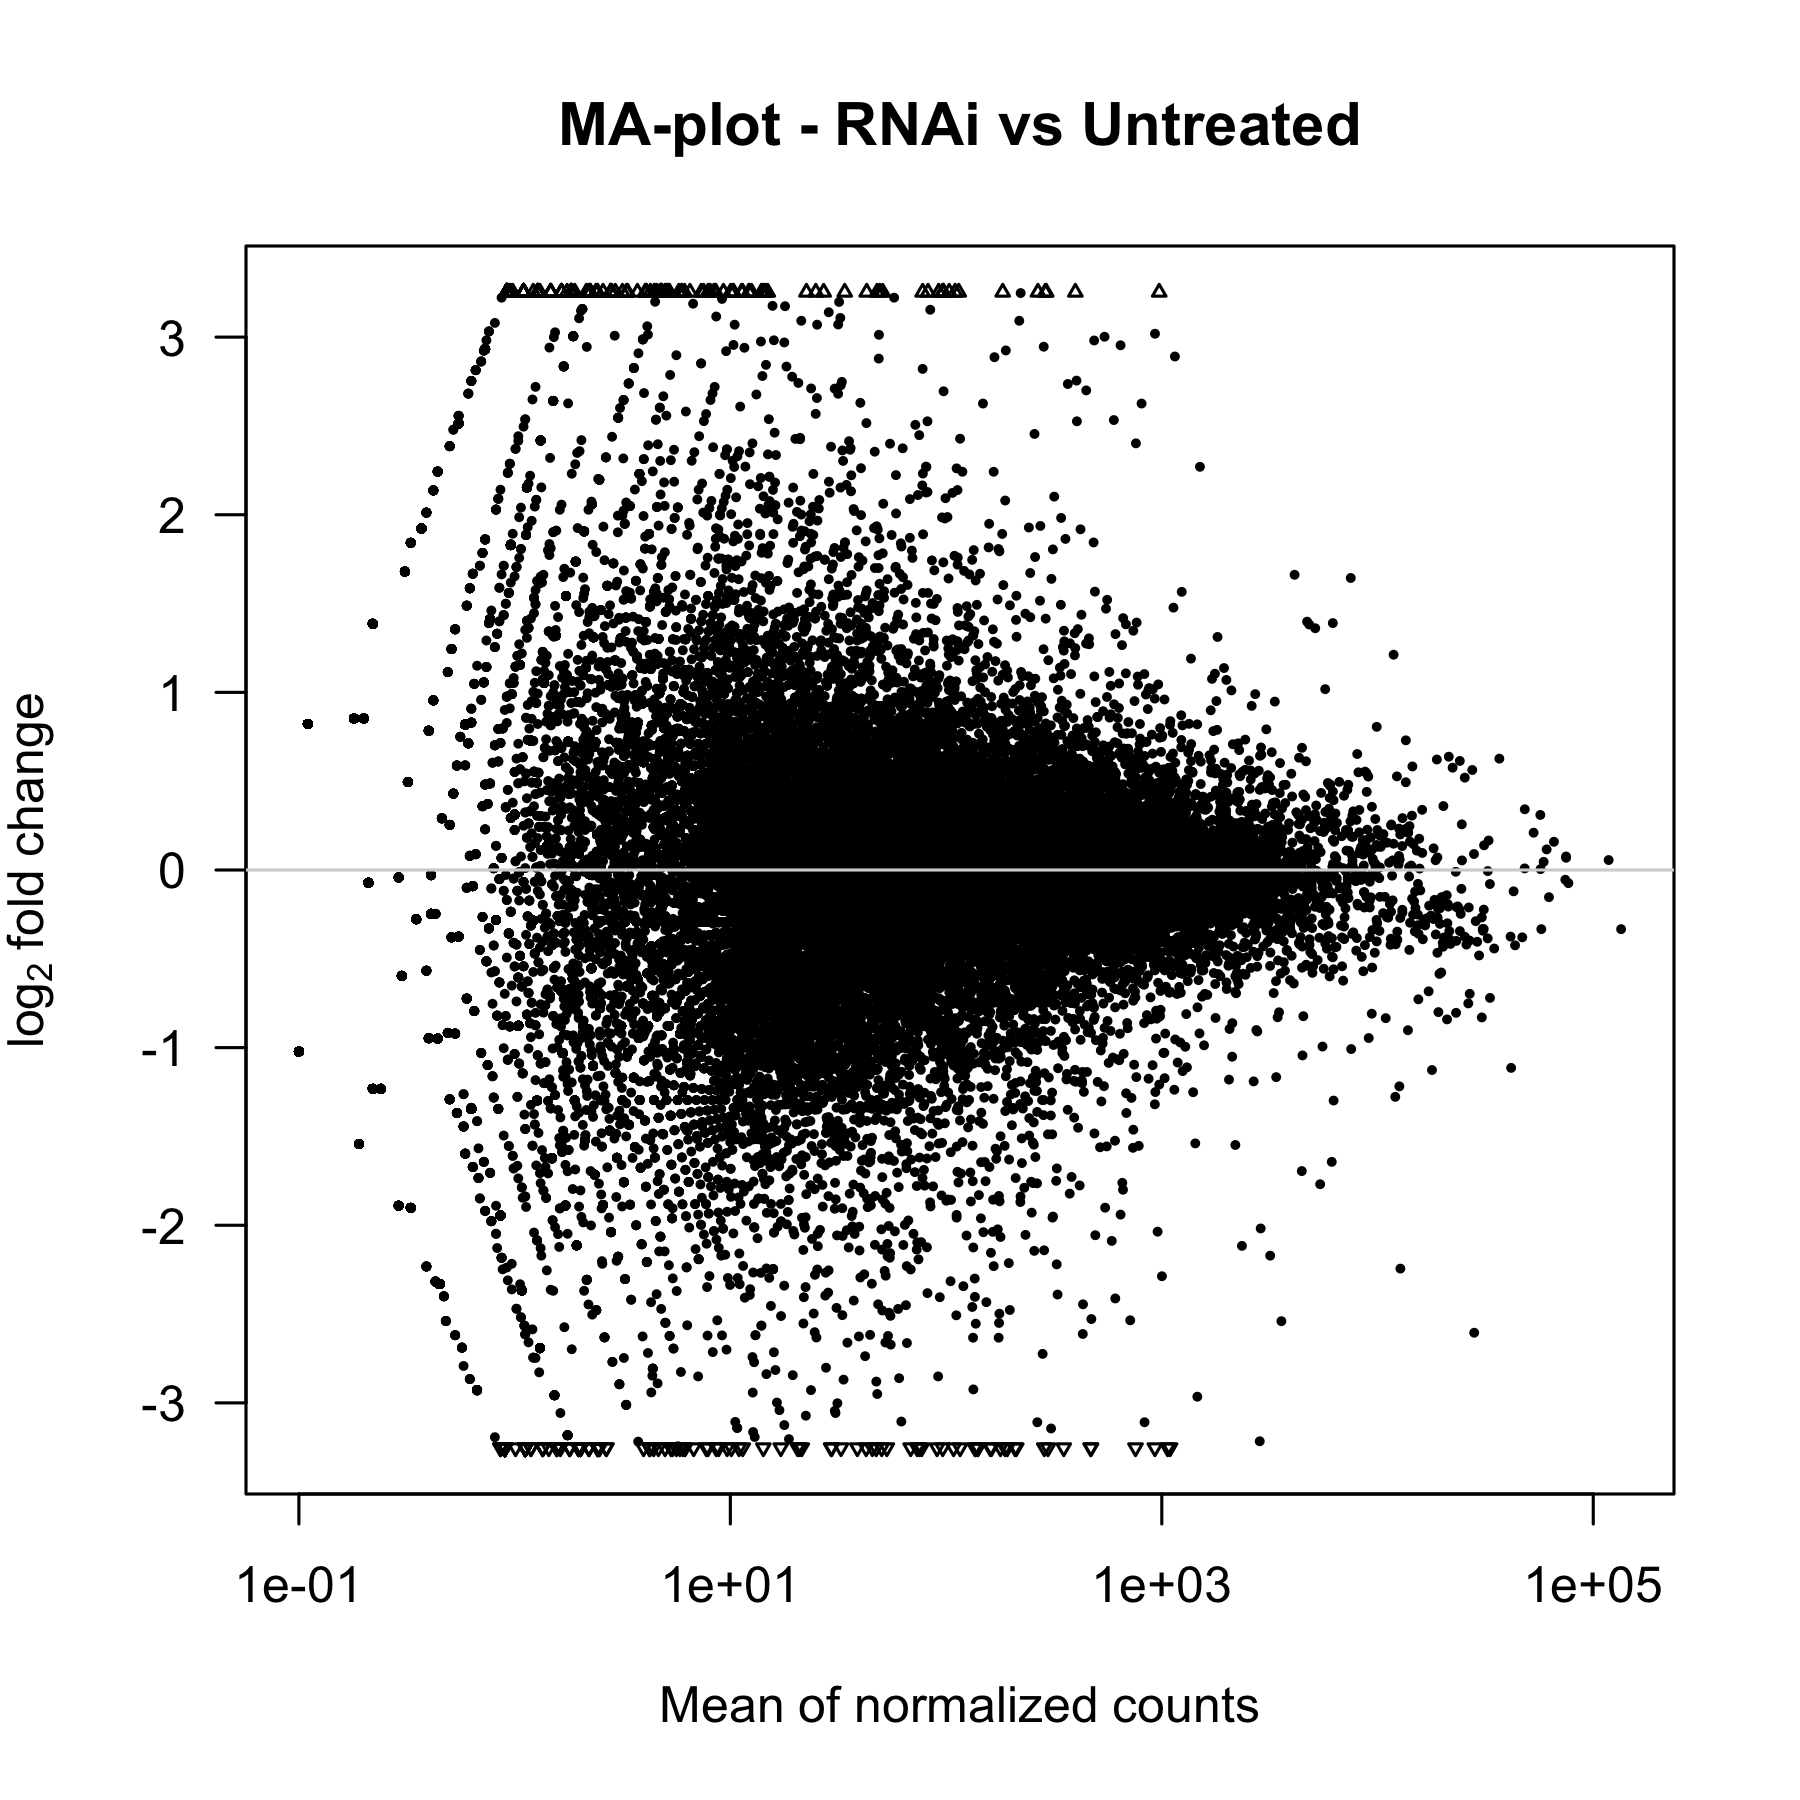 MA-plot - RNAi vs Untreated
log₂ fold change
3
2
1
0
-1
-2
-3
1e-01 1e+01 1e+03 1e+05
Mean of normalized counts